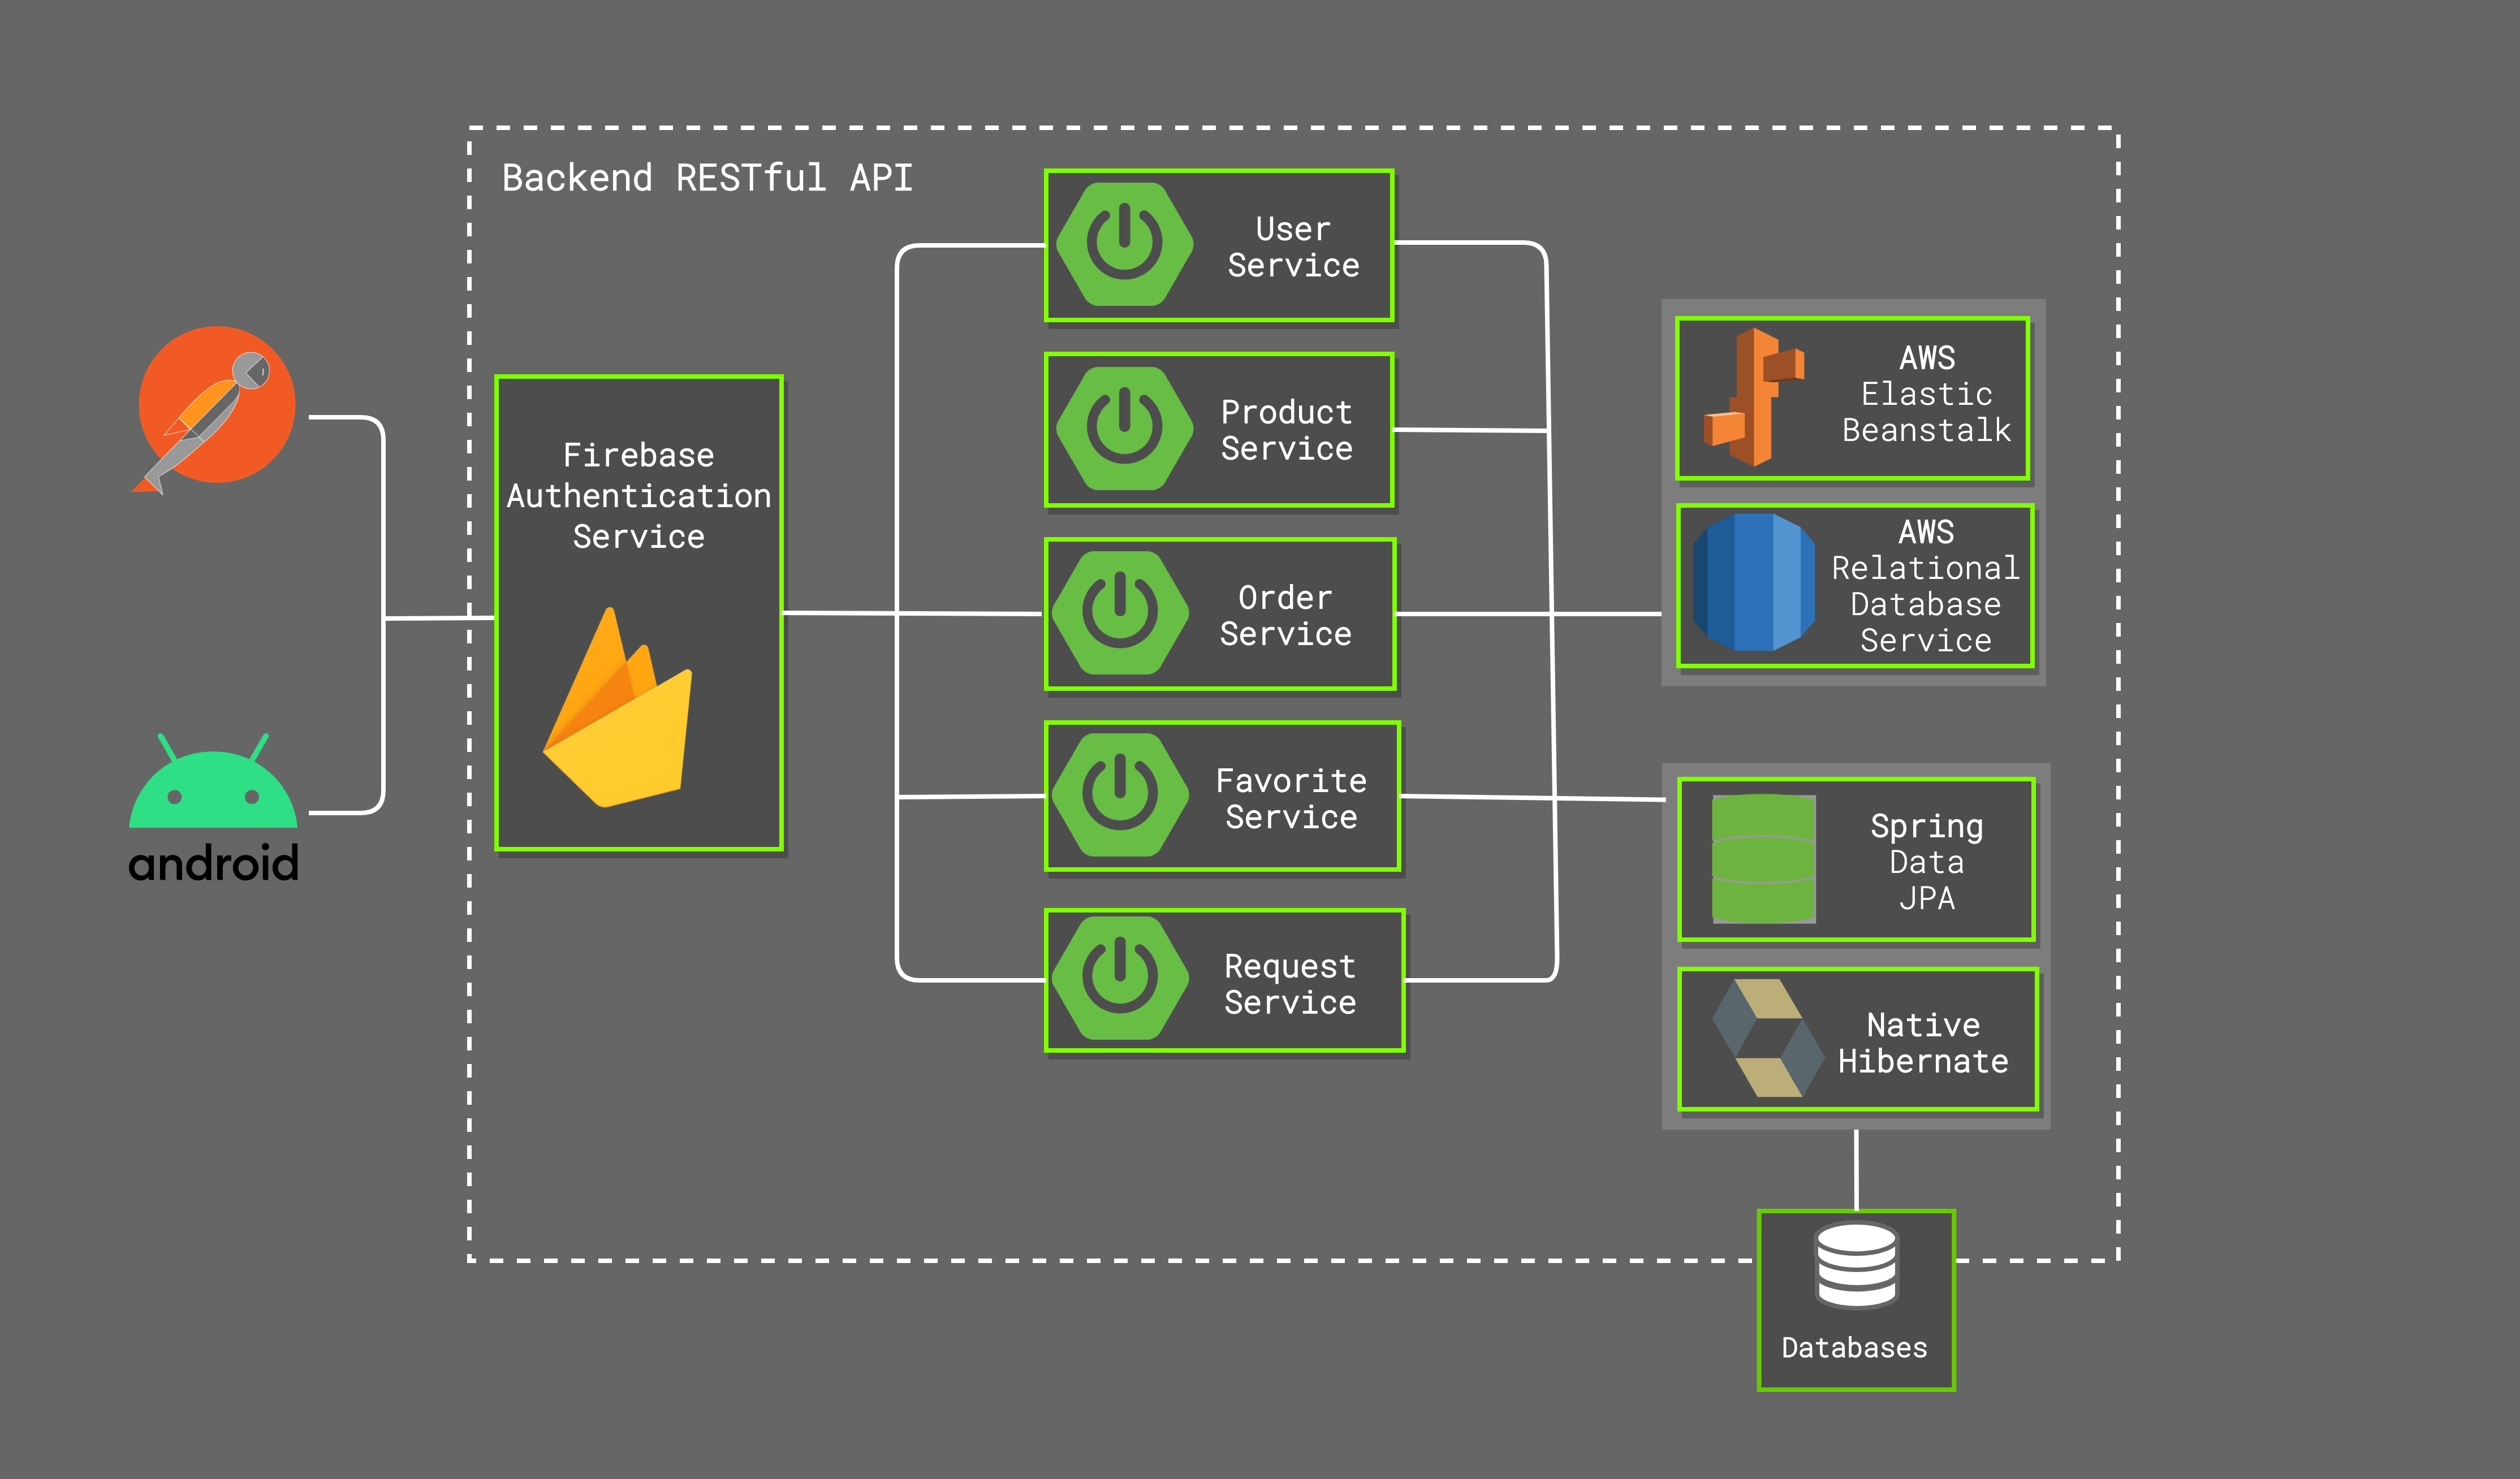 Backend RESTful API
android
Firebase
Authentication
Service
User
Service
Product
Service
Order
Service
Favorite
Service
Request
Service
AWS
Elastic
Beanstalk
AWS
Relational
Database
Service
Spring
Data
JPA
Native
Hibernate
Databases